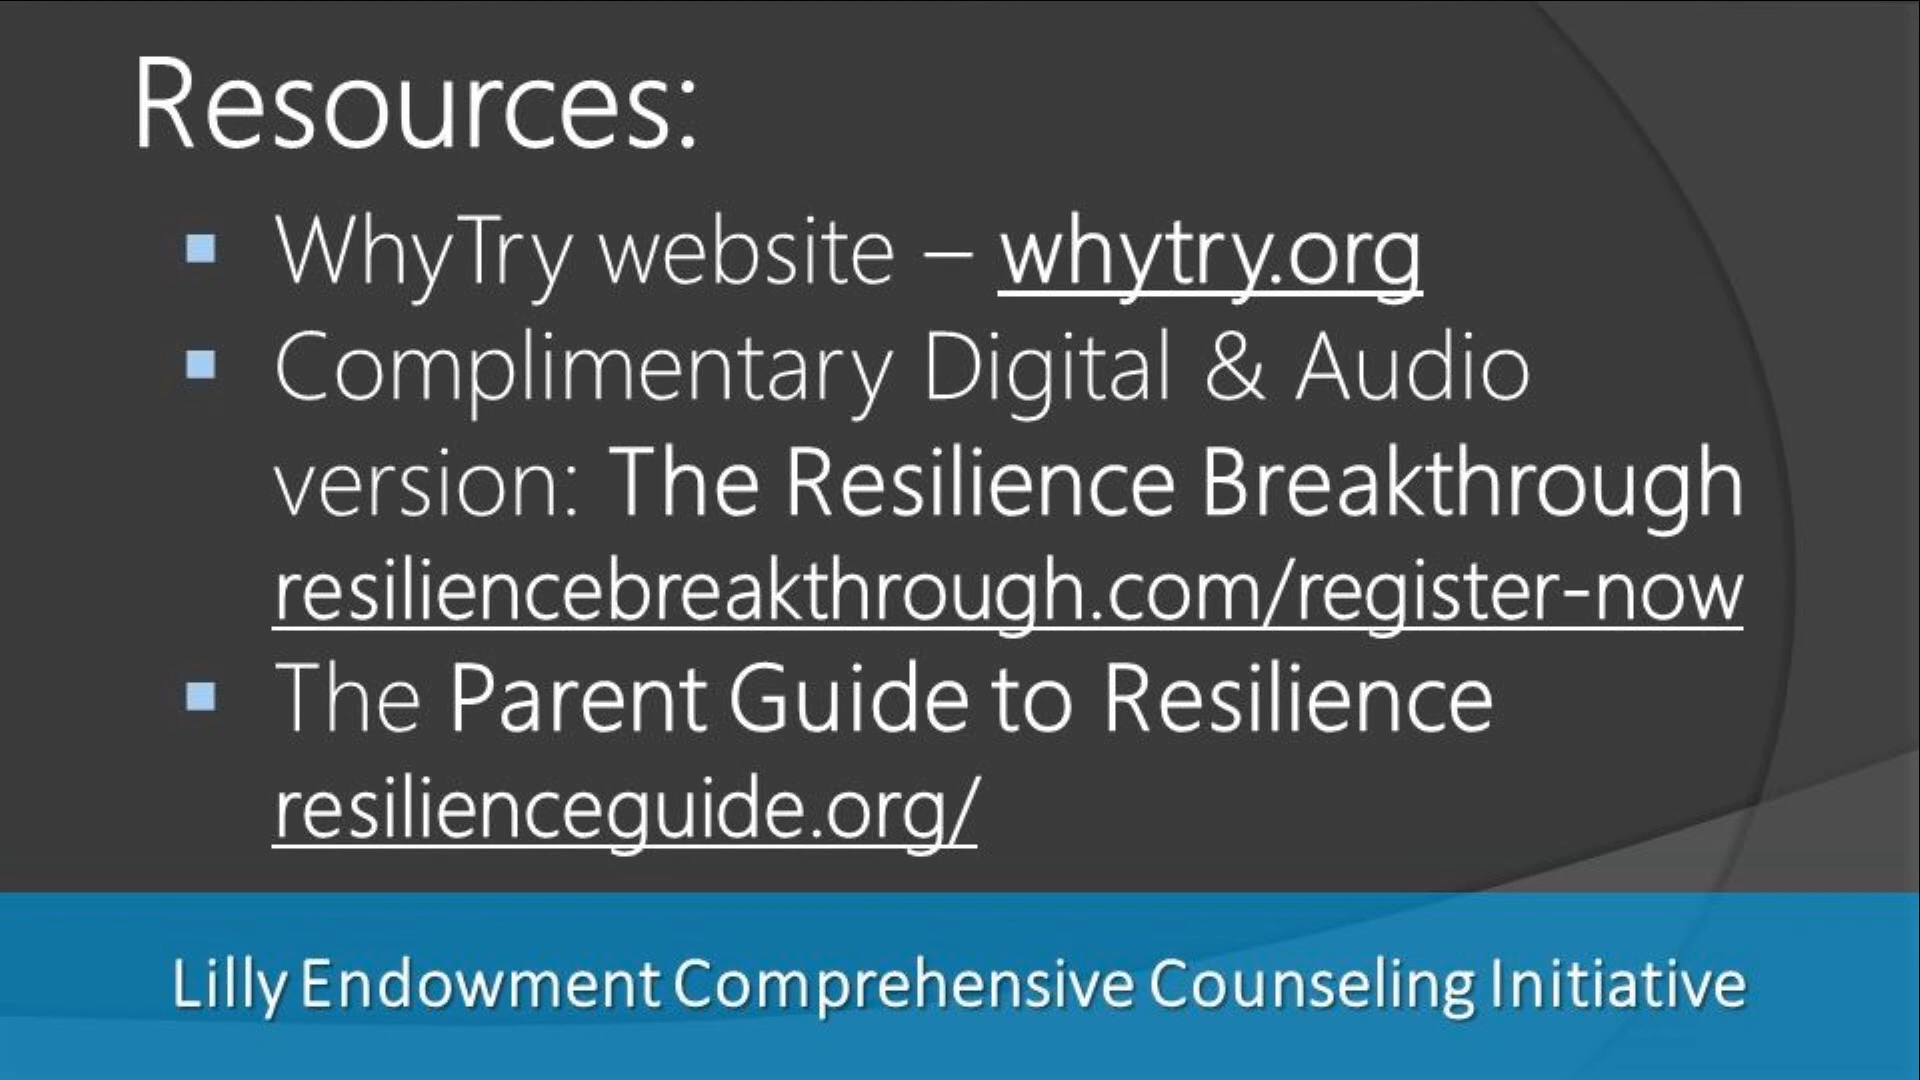 Resources:
WhyTry website – whytry.org
Complimentary Digital & Audio
version: The Resilience Breakthrough
resiliencebreakthrough.com/register-now
The Parent Guide to Resilience
resilienceguide.org/
Lilly Endowment Comprehensive Counseling Initiative